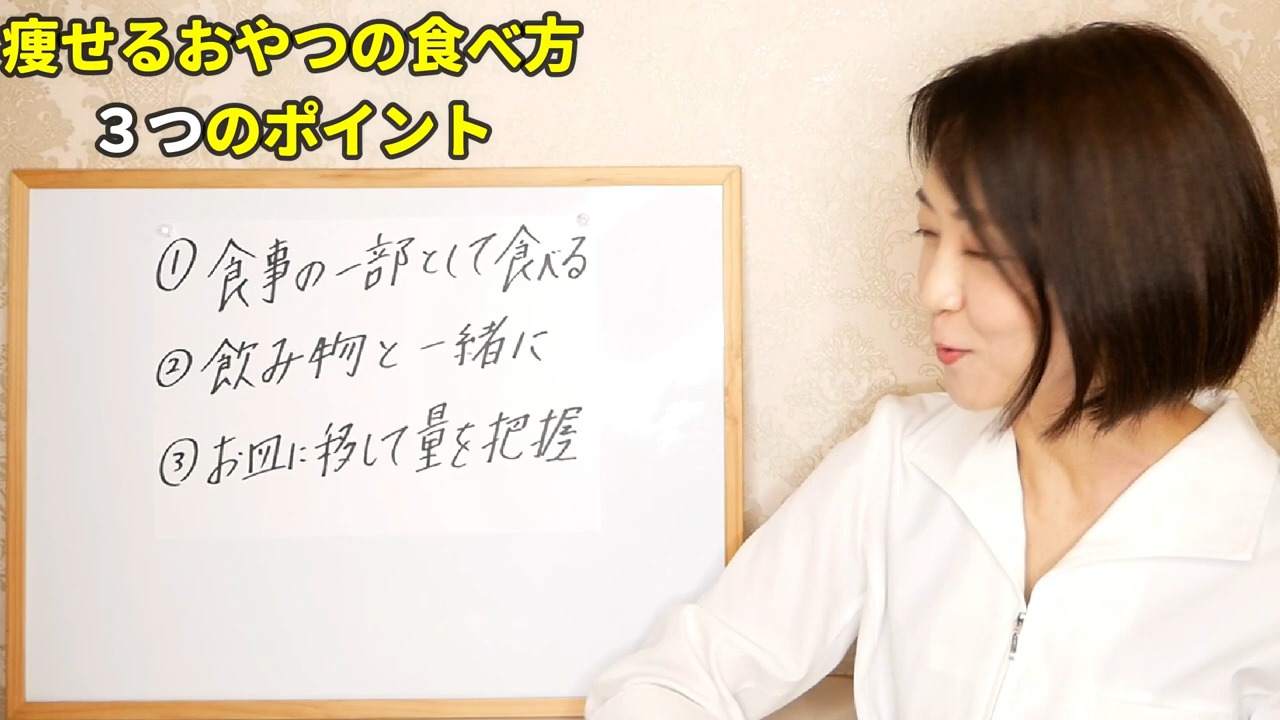 痩せるおやつの食べ方
３つのポイント
①食事の一部として食べる
②飲み物と一緒に
③お皿に移して量を把握